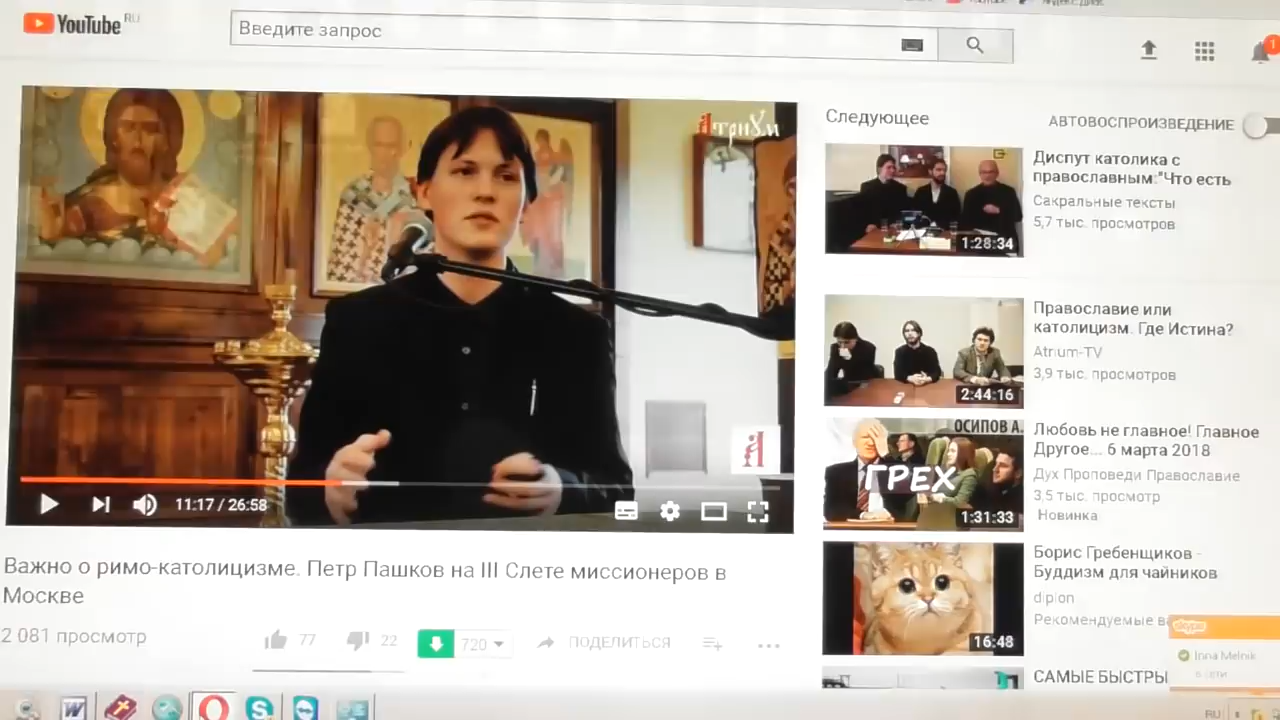 YouTube RU
Введите запрос
1
Атриум
А
11:17 / 26:58
Важно о римо-католицизме. Петр Пашков на III Слете миссионеров в
Москве
2 081 просмотр
77
22
720
ПОДЕЛИТЬСЯ
Следующее
АВТОВОСПРОИЗВЕДЕНИЕ
1:28:34
Диспут католика с
православным:"Что есть
Сакральные тексты
5,7 тыс. просмотров
2:44:16
Православие или
католицизм. Где Истина?
Atrium-TV
3,9 тыс. просмотров
ОСИПОВ А.
ГРЕХ
1:31:33
Любовь не главное! Главное
Другое... 6 марта 2018
Дух Проповеди Православие
3,5 тыс. просмотр
Новинка
16:48
Борис Гребенщиков -
Буддизм для чайников
dipion
Рекомендуемые в
skype
Inna Melnik
в сети
САМЫЕ БЫСТРЫ
RU